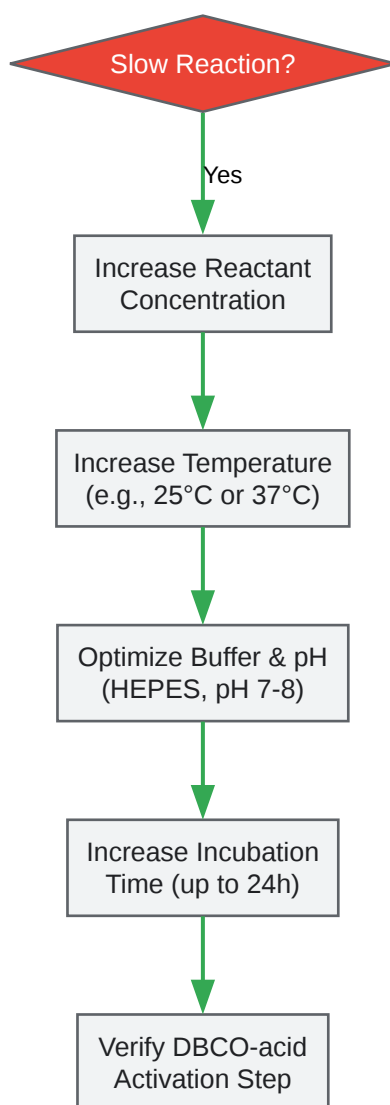 Slow Reaction?
Yes
Increase Reactant
Concentration
Increase Temperature
(e.g., 25°C or 37°C)
Optimize Buffer & pH
(HEPES, pH 7-8)
Increase Incubation
Time (up to 24h)
Verify DBCO-acid
Activation Step